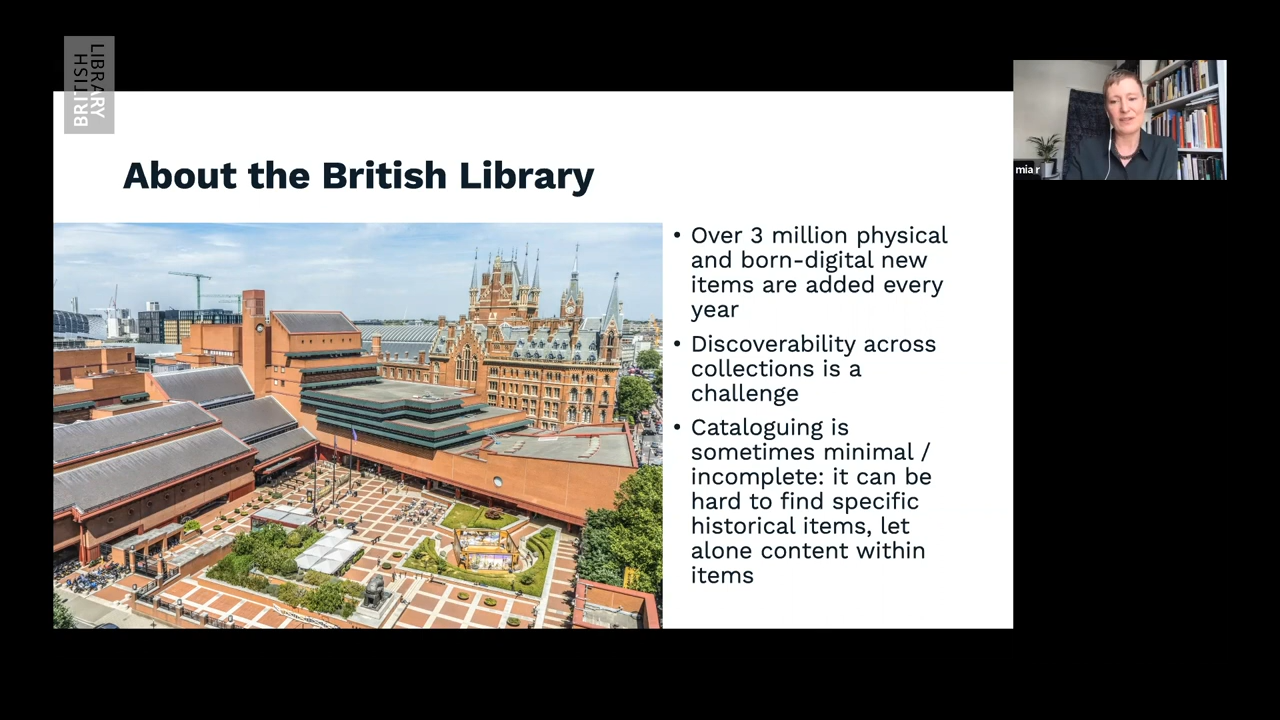 BRITISH
LIBRARY
mia r
About the British Library
• Over 3 million physical
and born-digital new
items are added every
year
• Discoverability across
collections is a
challenge
• Cataloguing is
sometimes minimal /
incomplete: it can be
hard to find specific
historical items, let
alone content within
items